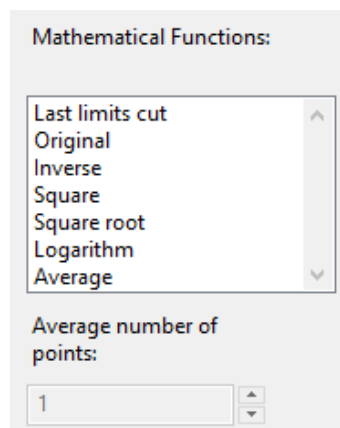 Mathematical Functions:
Last limits cut
Original
Inverse
Square
Square root
Logarithm
Average
Average number of
points:
1